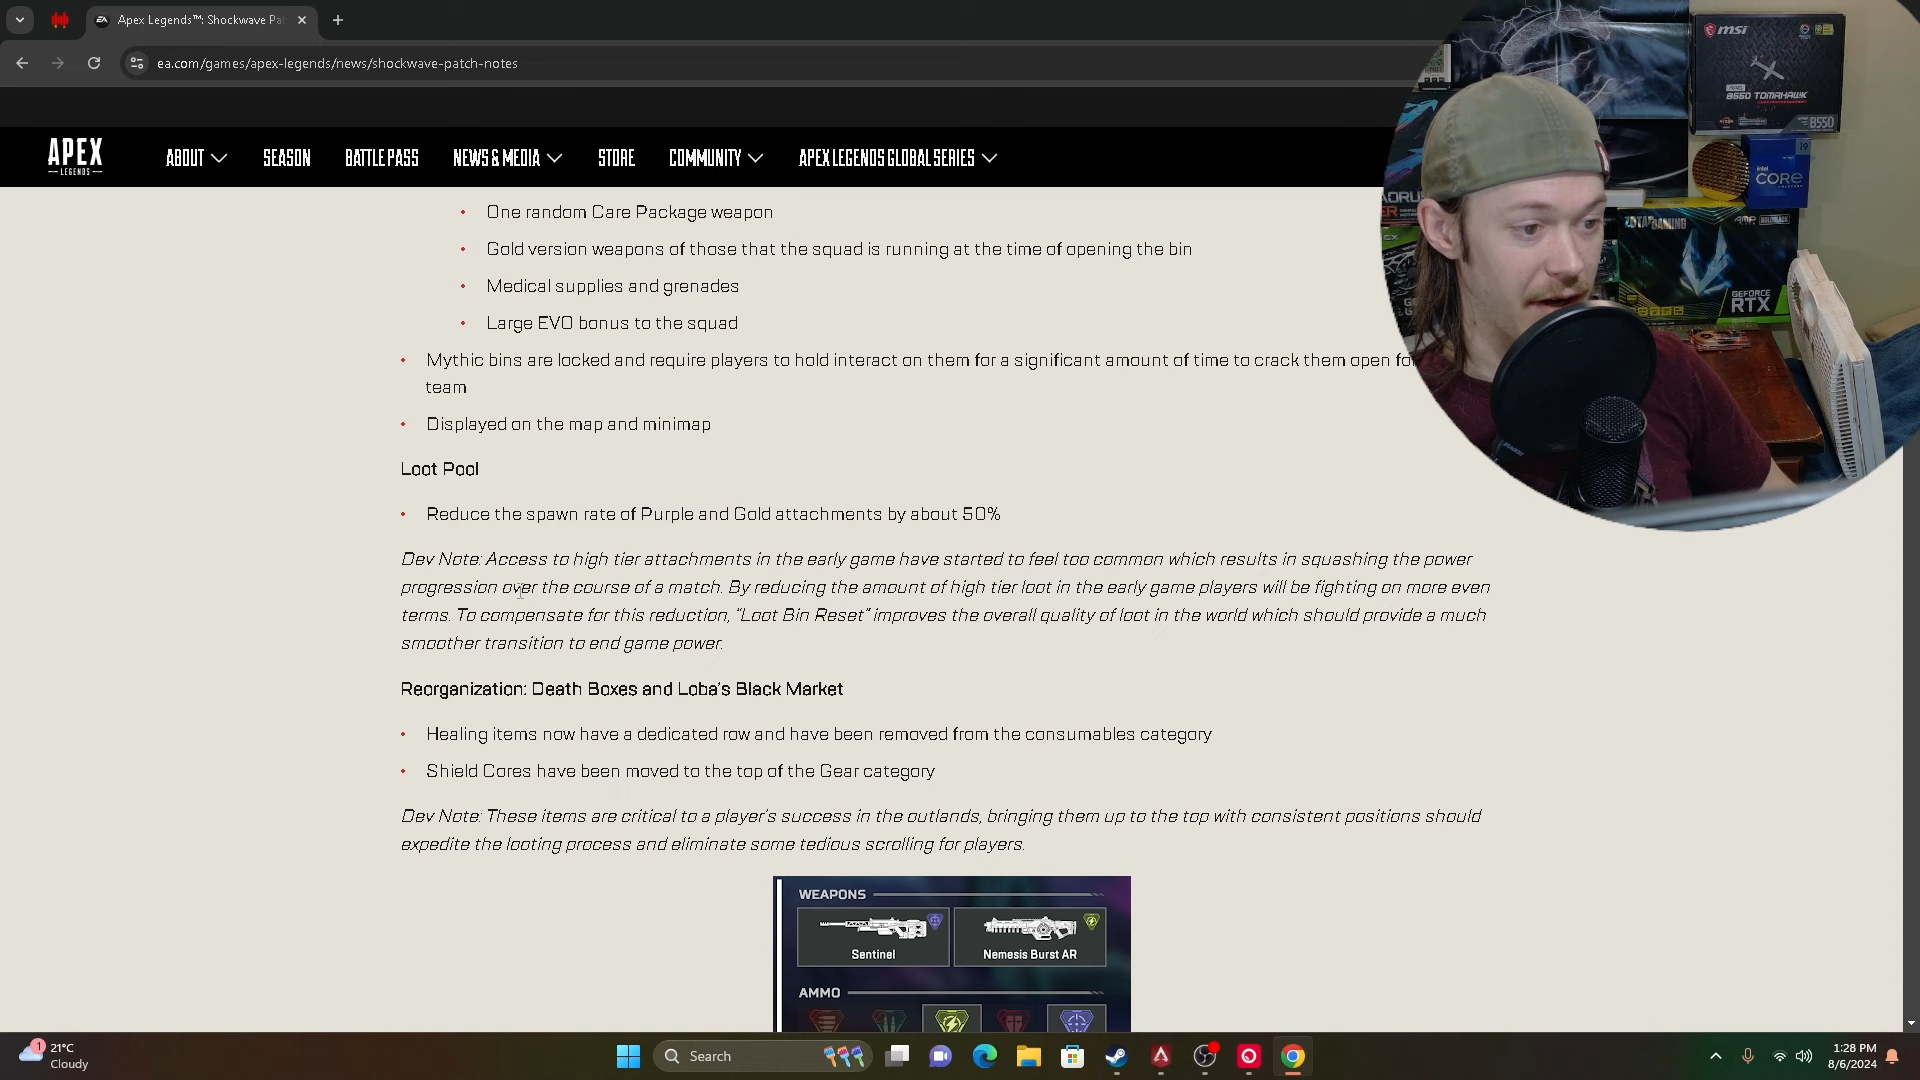 Apex Legends™: Shockwave Pat
ea.com/games/apex-legends/news/shockwave-patch-notes
APEX
LEGENDS
ABOUT
SEASON
BATTLE PASS
NEWS & MEDIA
STORE
COMMUNITY
APEX LEGENDS GLOBAL SERIES
• One random Care Package weapon
• Gold version weapons of those that the squad is running at the time of opening the bin
• Medical supplies and grenades
• Large EVO bonus to the squad
• Mythic bins are locked and require players to hold interact on them for a significant amount of time to crack them open for
team
• Displayed on the map and minimap
Loot Pool
• Reduce the spawn rate of Purple and Gold attachments by about 50%
Dev Note: Access to high tier attachments in the early game have started to feel too common which results in squashing the power
progression over the course of a match. By reducing the amount of high tier loot in the early game players will be fighting on more even
terms. To compensate for this reduction, "Loot Bin Reset" improves the overall quality of loot in the world which should provide a much
smoother transition to end game power.
Reorganization: Death Boxes and Loba's Black Market
• Healing items now have a dedicated row and have been removed from the consumables category
• Shield Cores have been moved to the top of the Gear category
Dev Note: These items are critical to a player's success in the outlands, bringing them up to the top with consistent positions should
expedite the looting process and eliminate some tedious scrolling for players.
WEAPONS
Sentinel
Nemesis Burst AR
AMMO
msi
B550 TOMAHAWK
B550
intel
CORE
i9
AORUS
ZOTAC GAMING
AMP
GEFORCE
RTX
1
21°C
Cloudy
Search
1:28 PM
8/6/2024